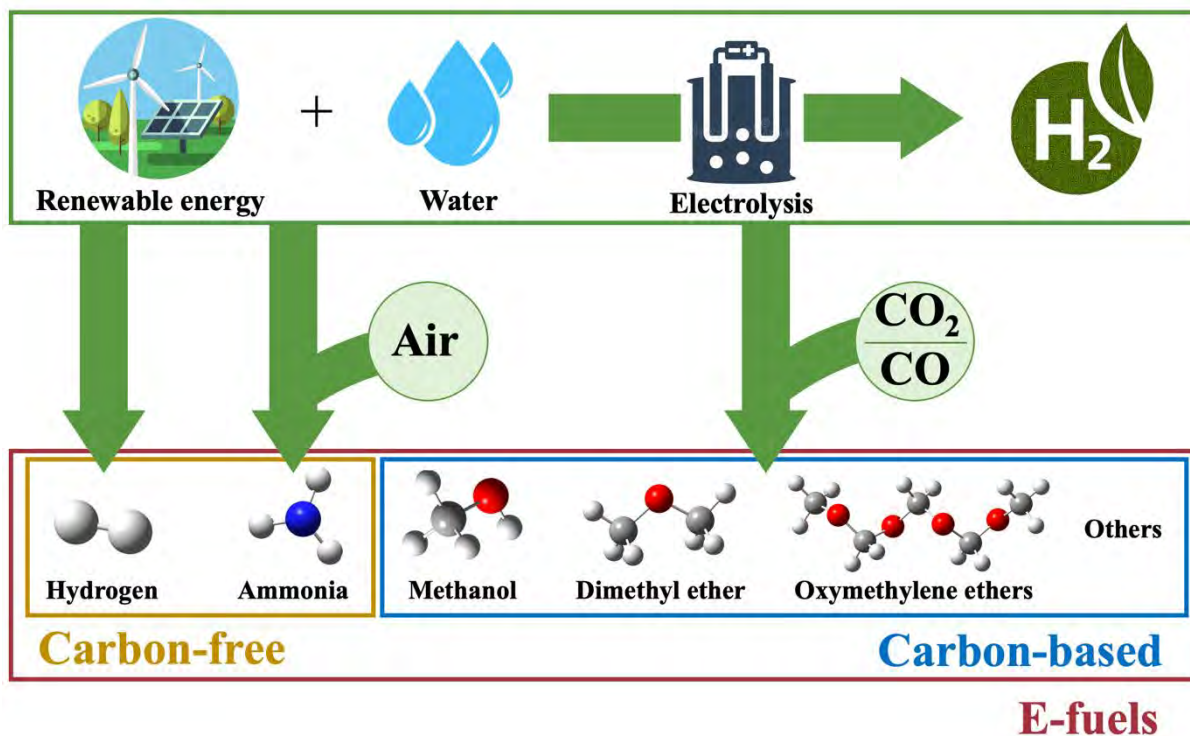 +
- +
H2
Renewable energy
Water
Electrolysis
Air
CO2
CO
Others
Hydrogen
Ammonia
Methanol
Dimethyl ether
Oxymethylene ethers
Carbon-free
Carbon-based
E-fuels